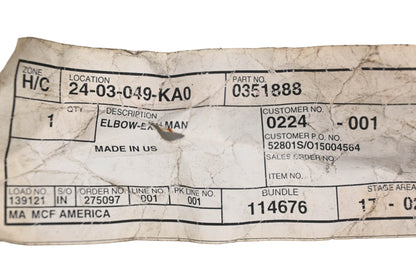 ZONE LOCATION PART NO.
H/C 24-03-049-KA0 0351888
QTY DESCRIPTION CUSTOMER NO.
1 ELBOW- MAN 0224 -001
CUSTOMER P.O. NO.
MADE IN US 52801S/O15004564
SALES ORDER NO.
ITEM NO.
LOAD NO. S/O ORDER NO. LINE NO. PK LINE NO. BUNDLE STAGE AREA
139121 IN 275097 001 001 114676 17 - 02
MA MCF AMERICA